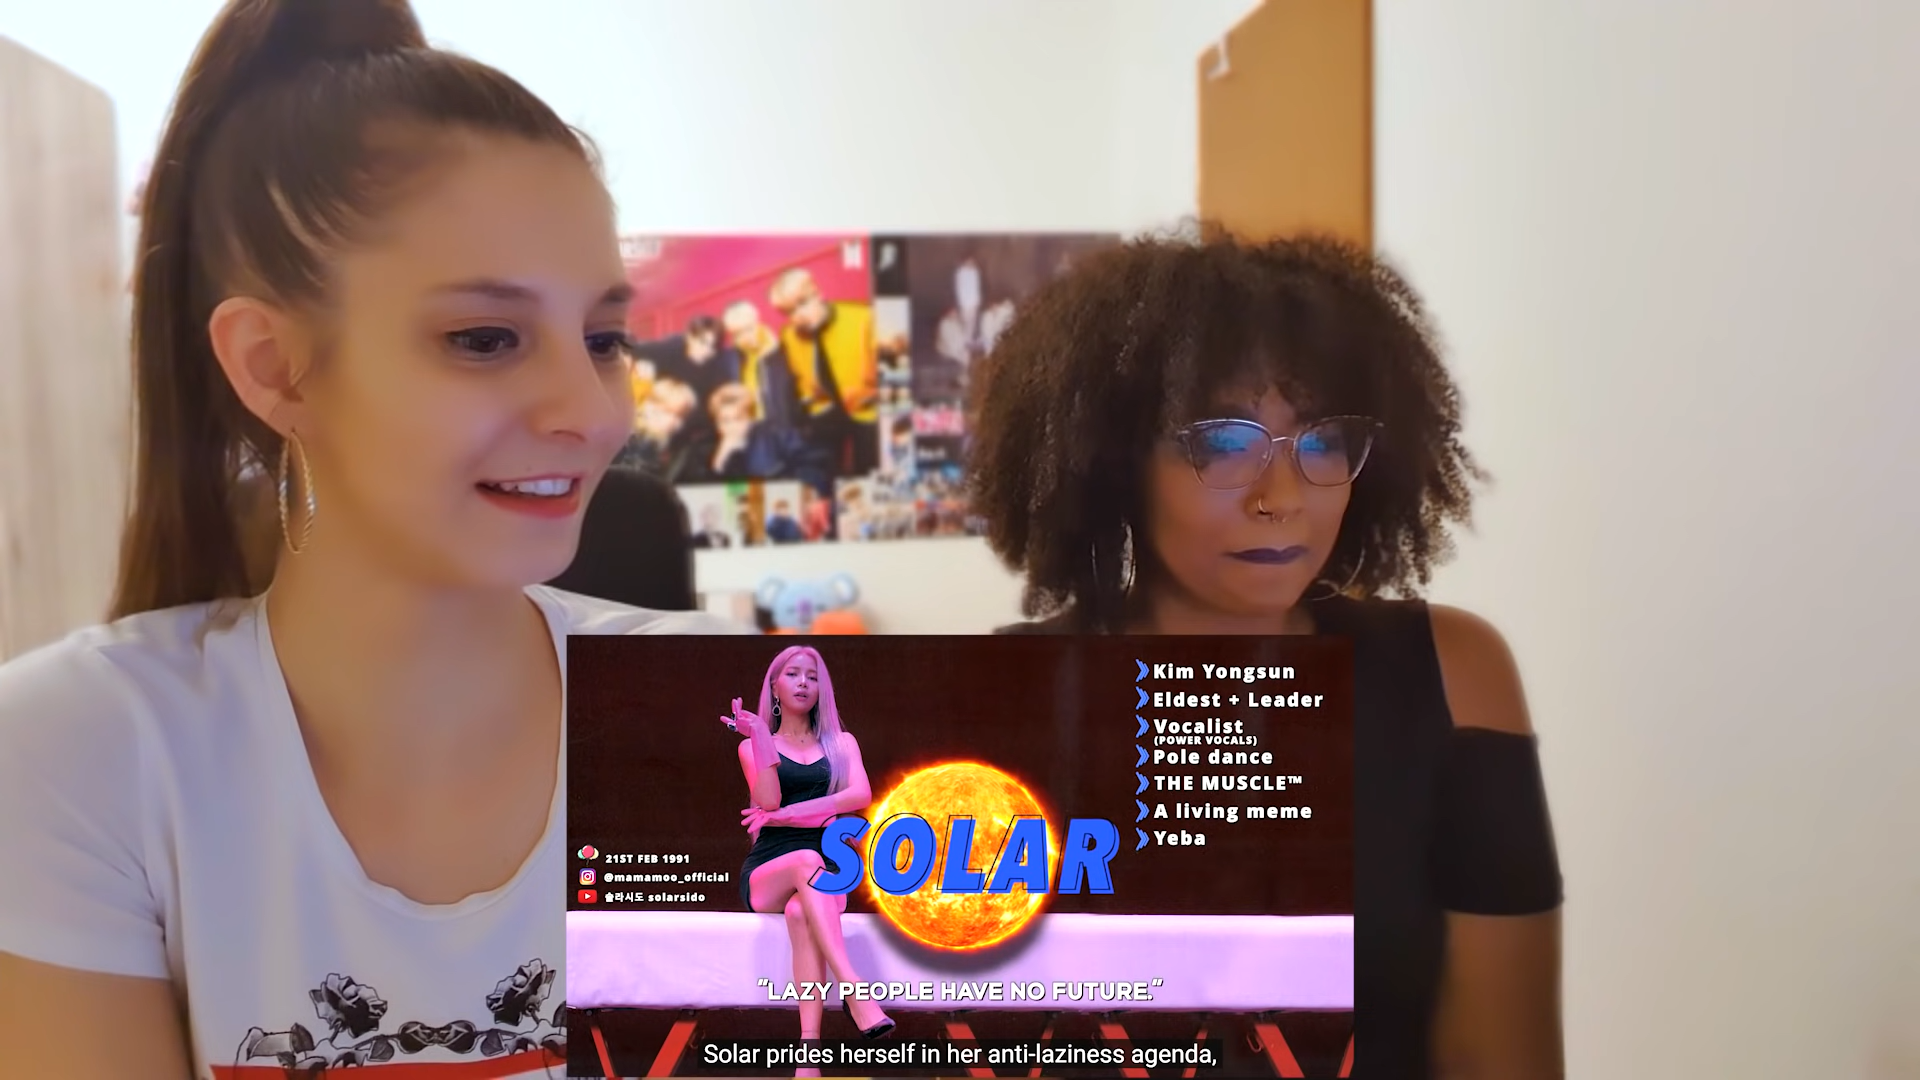 Kim Yongsun
Eldest + Leader
Vocalist
(POWER VOCALS)
Pole dance
THE MUSCLE™
A living meme
Yeba
SOLAR
21ST FEB 1991
@mamamoo_official
솔라시도 solarsido
"LAZY PEOPLE HAVE NO FUTURE."
Solar prides herself in her anti-laziness agenda,